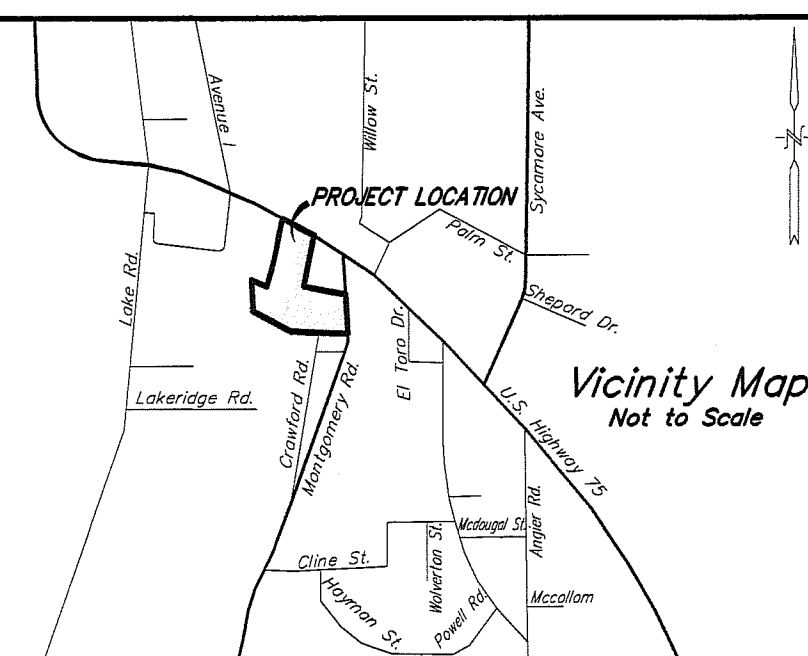 Avenue I
Willow St.
Sycamore Ave.
N
PROJECT LOCATION
Palm St.
Lake Rd.
Shepard Dr.
El Toro Dr.
Vicinity Map
Not to Scale
Lakeridge Rd.
Crawford Rd.
Montgomery Rd.
U.S. Highway 75
Angier Rd.
Mcdougal St.
Wolverton St.
Cline St.
Hayman St.
Powell Rd.
Mccollom